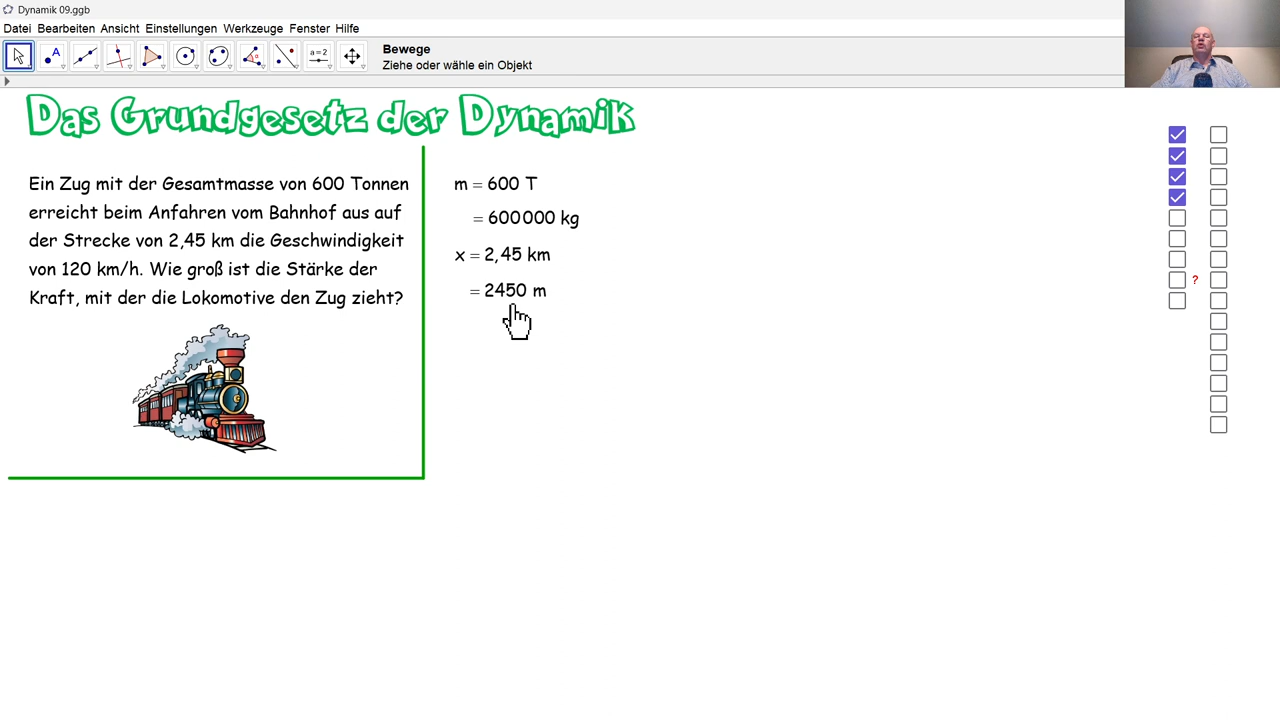 Dynamik 09.ggb
Datei Bearbeiten Ansicht Einstellungen Werkzeuge Fenster Hilfe
A
a=2
Bewege
Ziehe oder wähle ein Objekt
Das Grundgesetz der Dynamik
Ein Zug mit der Gesamtmasse von 600 Tonnen
erreicht beim Anfahren vom Bahnhof aus auf
der Strecke von 2,45 km die Geschwindigkeit
von 120 km/h. Wie groß ist die Stärke der
Kraft, mit der die Lokomotive den Zug zieht?
m = 600 T
= 600000 kg
x = 2,45 km
= 2450 m
?